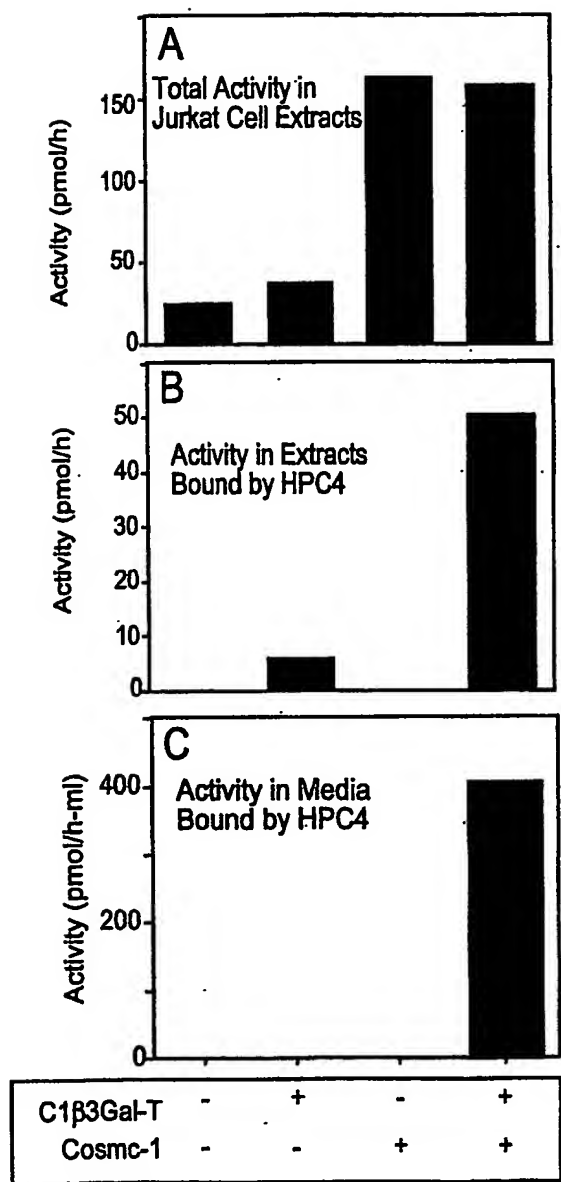 A
Total Activity in
Jurkat Cell Extracts
Activity (pmol/h)
150
100
50
0
B
Activity in Extracts
Bound by HPC4
Activity (pmol/h)
50
40
30
20
10
0
C
Activity in Media
Bound by HPC4
Activity (pmol/h-ml)
400
200
0
C1β3Gal-T - + - +
Cosmc-1 - - + +